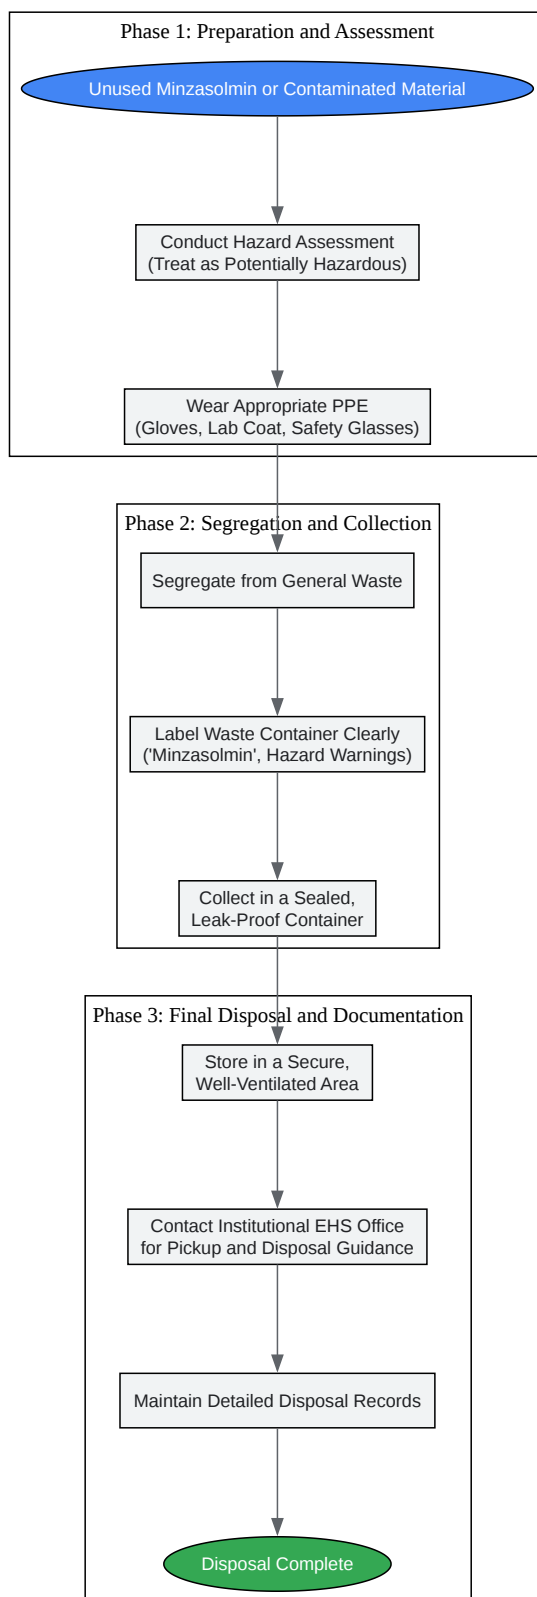 Phase 1: Preparation and Assessment
Unused Minzasolmin or Contaminated Material
Conduct Hazard Assessment
(Treat as Potentially Hazardous)
Wear Appropriate PPE
(Gloves, Lab Coat, Safety Glasses)
Phase 2: Segregation and Collection
Segregate from General Waste
Label Waste Container Clearly
('Minzasolmin', Hazard Warnings)
Collect in a Sealed,
Leak-Proof Container
Phase 3: Final Disposal and Documentation
Store in a Secure,
Well-Ventilated Area
Contact Institutional EHS Office
for Pickup and Disposal Guidance
Maintain Detailed Disposal Records
Disposal Complete